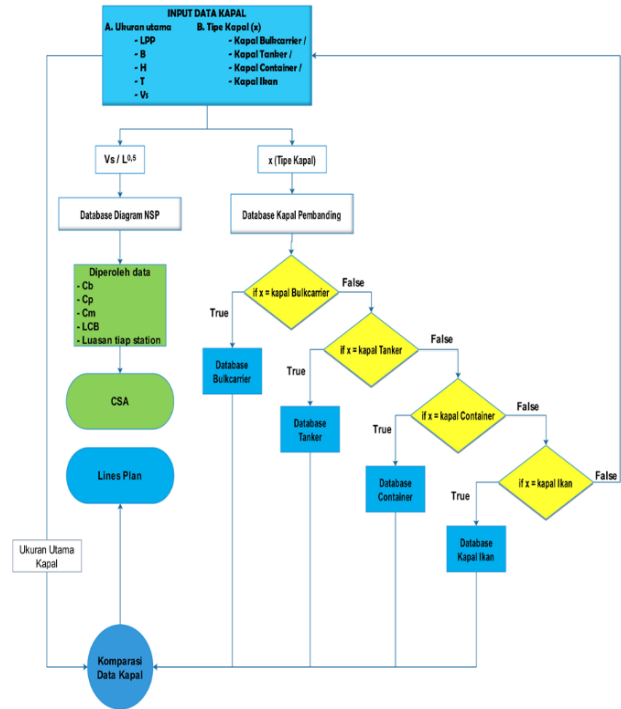 INPUT DATA KAPAL
A. Ukuran utama
- LPP
- B
- H
- T
- Vs
B. Tipe Kapal (x)
- Kapal Bulkcarrier /
- Kapal Tanker /
- Kapal Container /
- Kapal Ikan
Vs / L0,5
x (Tipe Kapal)
Database Diagram NSP
Database Kapal Pembanding
Diperoleh data
- Cb
- Cp
- Cm
- LCB
- Luasan tiap station
if x = kapal Bulkcarrier
False
True
if x = kapal Tanker
False
True
Database
Bulkcarrier
CSA
if x = kapal Container
False
True
Database
Tanker
Lines Plan
if x = kapal Ikan
False
True
Database
Container
Database
Kapal Ikan
Ukuran Utama
Kapal
Komparasi
Data Kapal